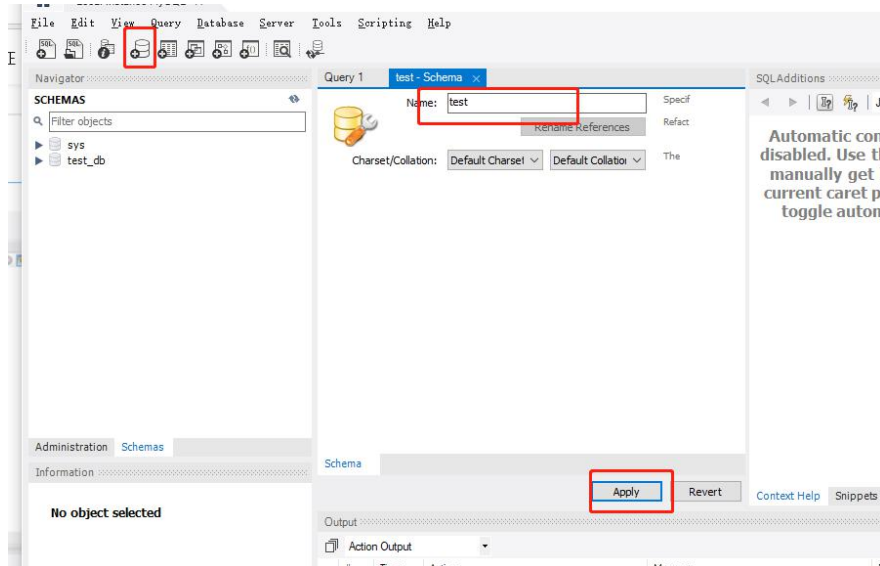 File Edit View Query Database Server Tools Scripting Help
Navigator
SCHEMAS
Filter objects
sys
test_db
Administration Schemas
Information
No object selected
Query 1 test - Schema
Name: test
Specif
Rename References
Refact
Charset/Collation: Default Charset Default Collation
The
Schema
Apply Revert
Output
Action Output
SQLAdditions
Automatic con
disabled. Use th
manually get
current caret p
toggle auton
Context Help Snippets